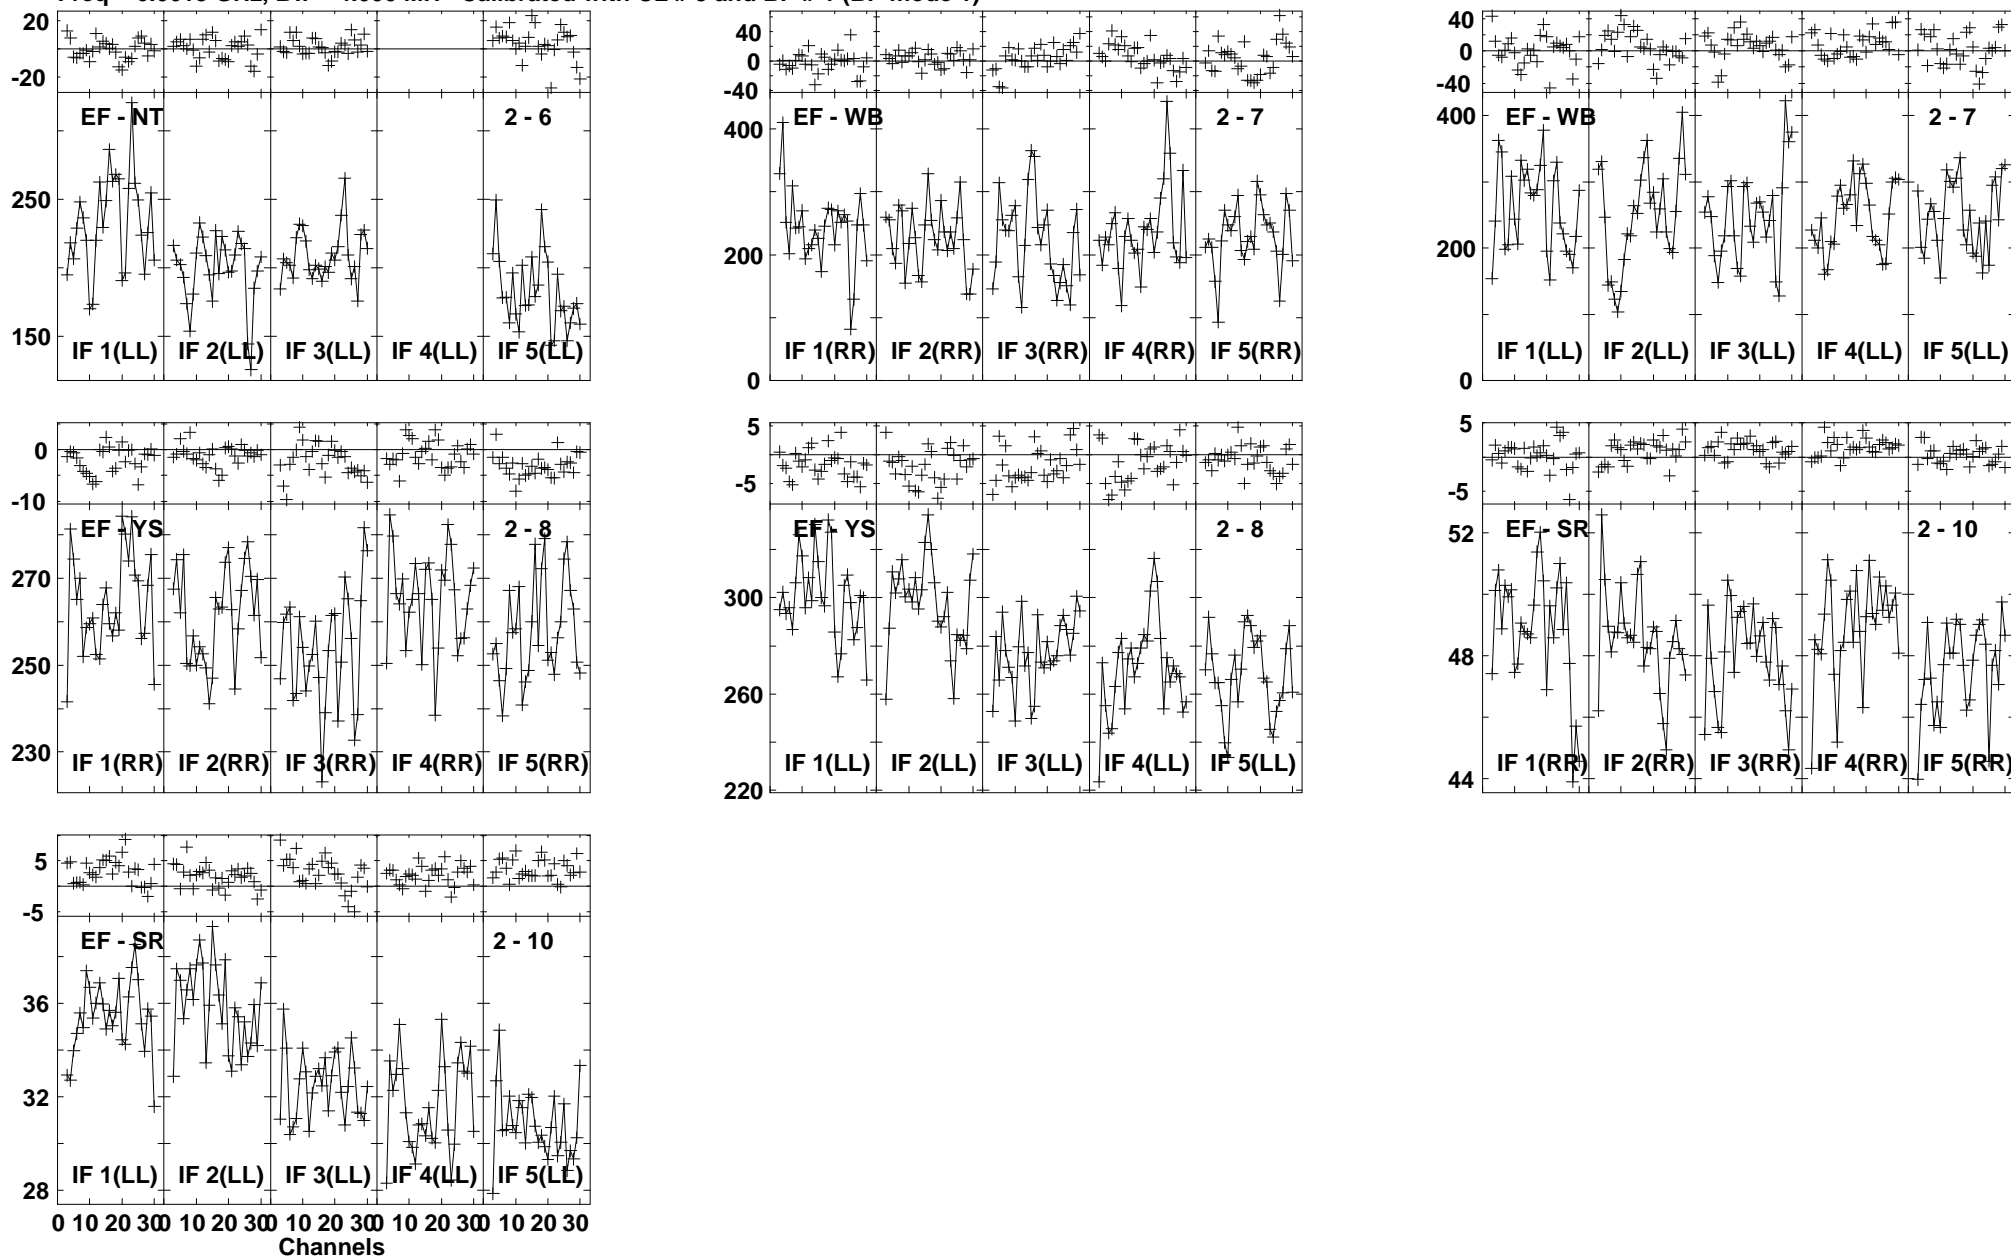 20
-20
EF - NT
2 - 6
250
150
IF 1(LL) IF 2(LL) IF 3(LL) IF 4(LL) IF 5(LL)
40
0
-40
EF - WB
2 - 7
400
200
0
IF 1(RR) IF 2(RR) IF 3(RR) IF 4(RR) IF 5(RR)
40
0
-40
EF - WB
2 - 7
400
200
0
IF 1(LL) IF 2(LL) IF 3(LL) IF 4(LL) IF 5(LL)
0
-10
EF - YS
2 - 8
270
250
230
IF 1(RR) IF 2(RR) IF 3(RR) IF 4(RR) IF 5(RR)
5
-5
EF - YS
2 - 8
300
260
220
IF 1(LL) IF 2(LL) IF 3(LL) IF 4(LL) IF 5(LL)
5
-5
EF - SR
2 - 10
52
48
44
IF 1(RR) IF 2(RR) IF 3(RR) IF 4(RR) IF 5(RR)
5
-5
EF - SR
2 - 10
36
32
28
IF 1(LL) IF 2(LL) IF 3(LL) IF 4(LL) IF 5(LL)
0 10 20 30 0 10 20 30 0 10 20 30 0 10 20 30 0 10 20 30
Channels